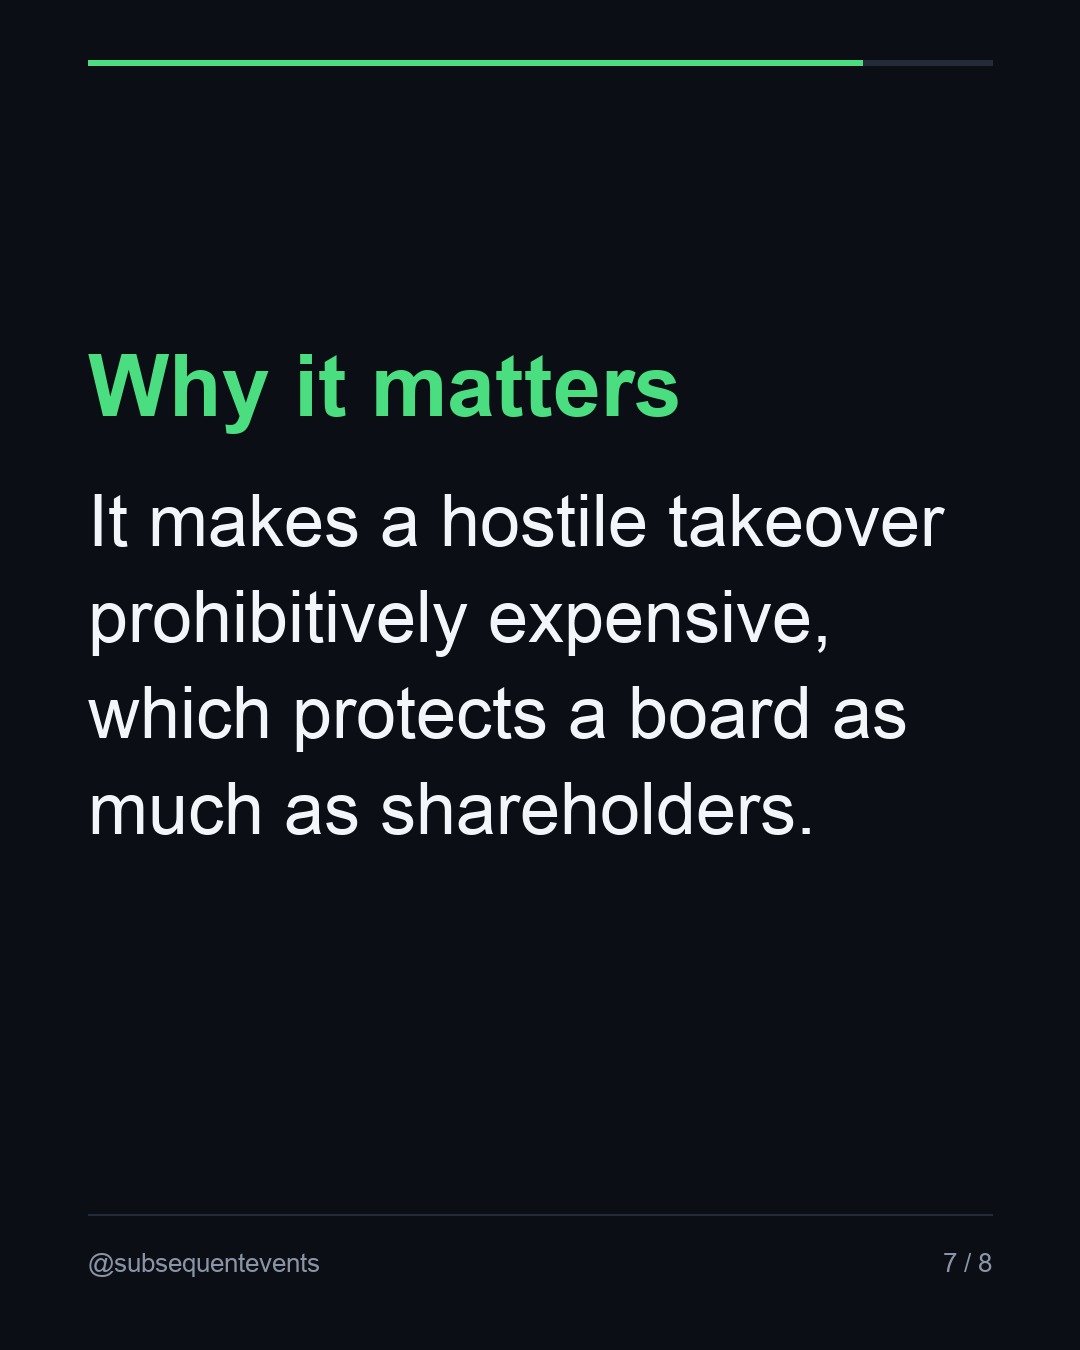 Why it matters
It makes a hostile takeover
prohibitively expensive,
which protects a board as
much as shareholders.
@subsequentevents
7 / 8